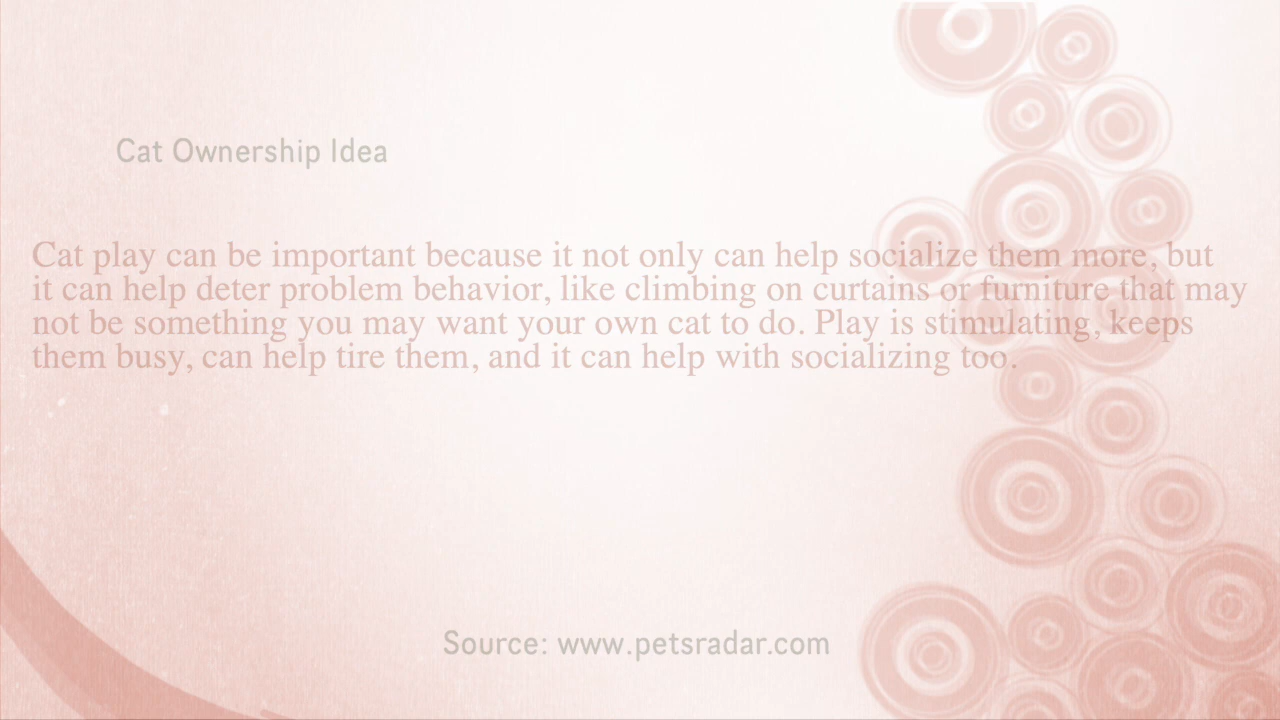 Cat Ownership Idea
Cat play can be important because it not only can help socialize them more, but
it can help deter problem behavior, like climbing on curtains or furniture that may
not be something you may want your own cat to do. Play is stimulating, keeps
them busy, can help tire them, and it can help with socializing too.
Source: www.petsradar.com